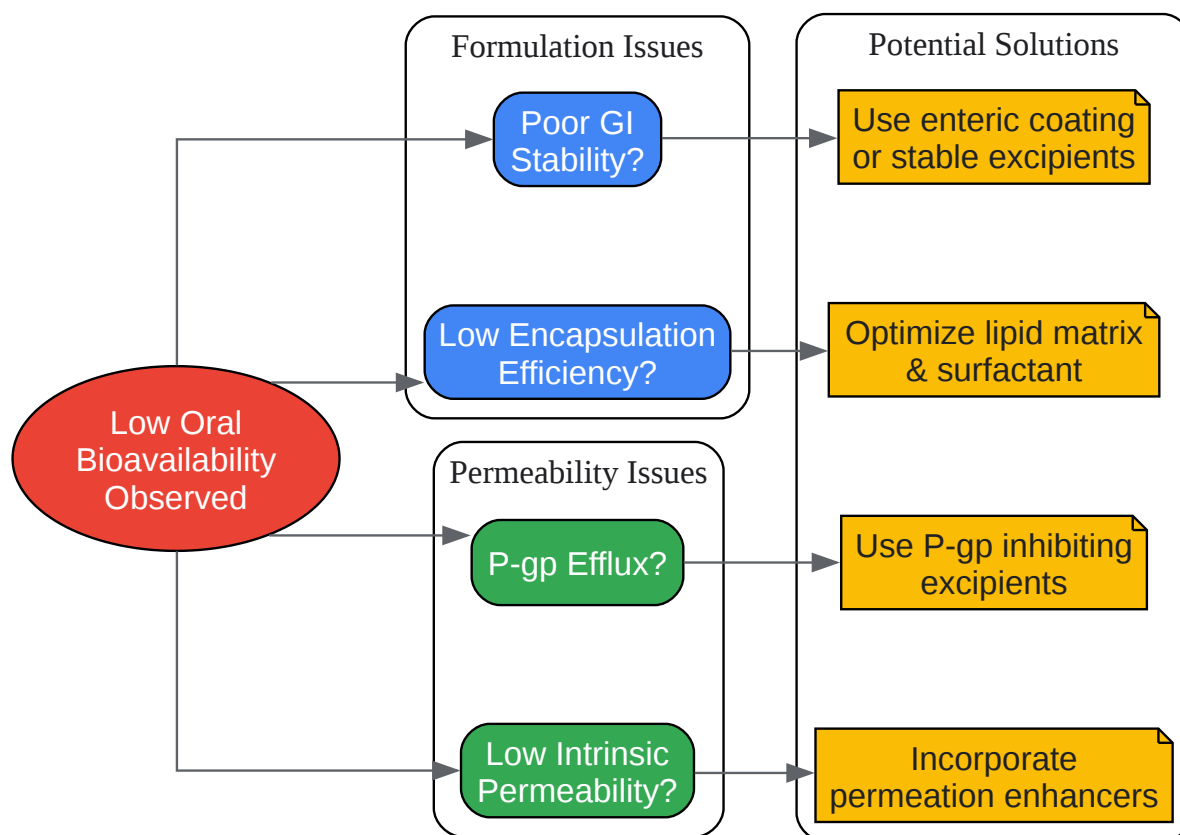 Formulation Issues
Potential Solutions
Poor GI
Stability?
Use enteric coating
or stable excipients
Low Encapsulation
Efficiency?
Optimize lipid matrix
& surfactant
Low Oral
Bioavailability
Observed
Permeability Issues
P-gp Efflux?
Use P-gp inhibiting
excipients
Low Intrinsic
Permeability?
Incorporate
permeation enhancers